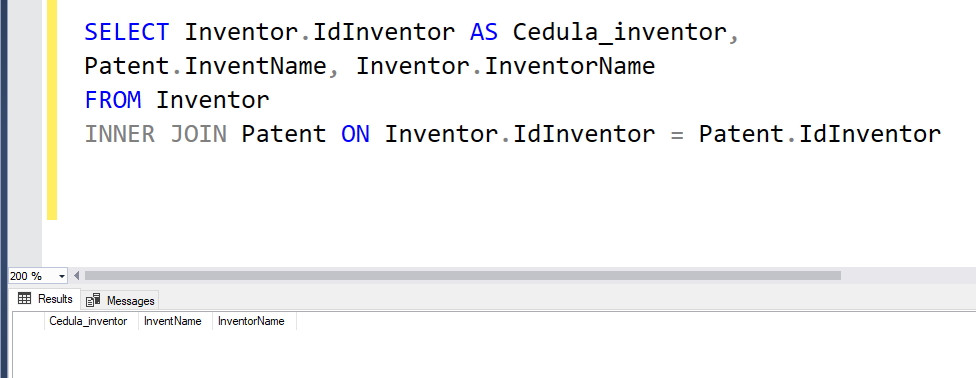 SELECT Inventor.IdInventor AS Cedula_inventor,
Patent.InventName, Inventor.InventorName
FROM Inventor
INNER JOIN Patent ON Inventor.IdInventor = Patent.IdInventor
200 %
Results Messages
Cedula_inventor InventName InventorName